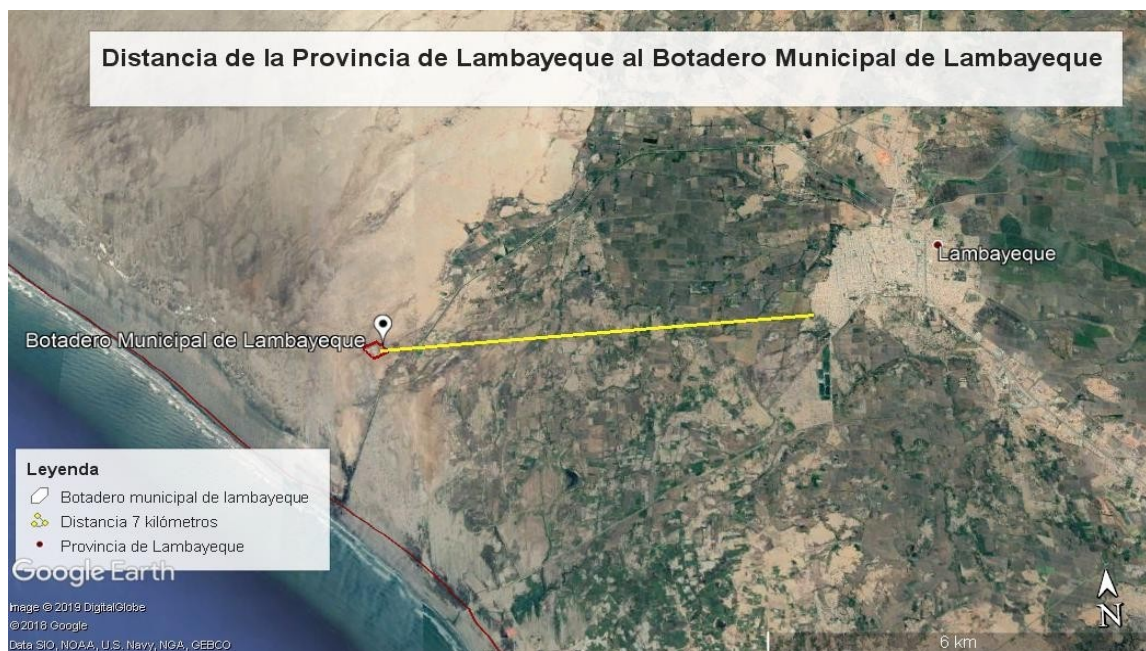 Distancia de la Provincia de Lambayeque al Botadero Municipal de Lambayeque
Lambayeque
Botadero Municipal de Lambayeque
Leyenda
Botadero municipal de lambayeque
Distancia 7 kilómetros
Provincia de Lambayeque
Google Earth
Image © 2019 DigitalGlobe
© 2018 Google
Data SIO, NOAA, U.S. Navy, NGA, GEBCO
N
6 km